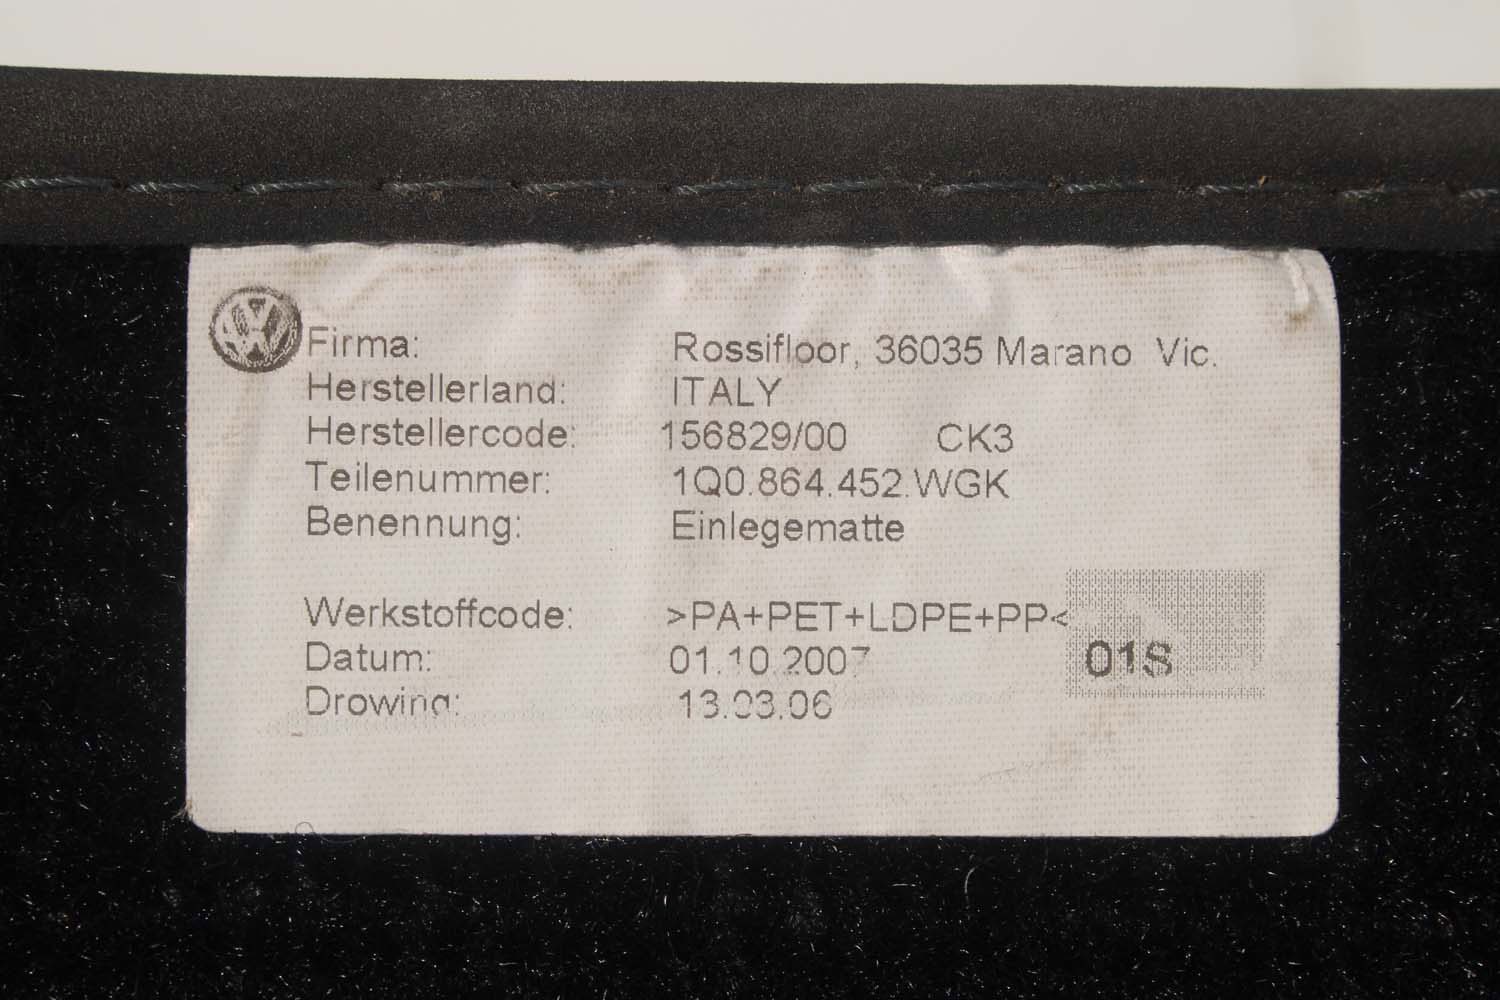 Firma: Rossifloor, 36035 Marano Vic.
Herstellerland: ITALY
Herstellercode: 156829/00 CK3
Teilenummer: 1Q0.864.452.WGK
Benennung: Einlegematte
Werkstoffcode: >PA+PET+LDPE+PP<
Datum: 01.10.2007 01S
Drowing: 13.03.06